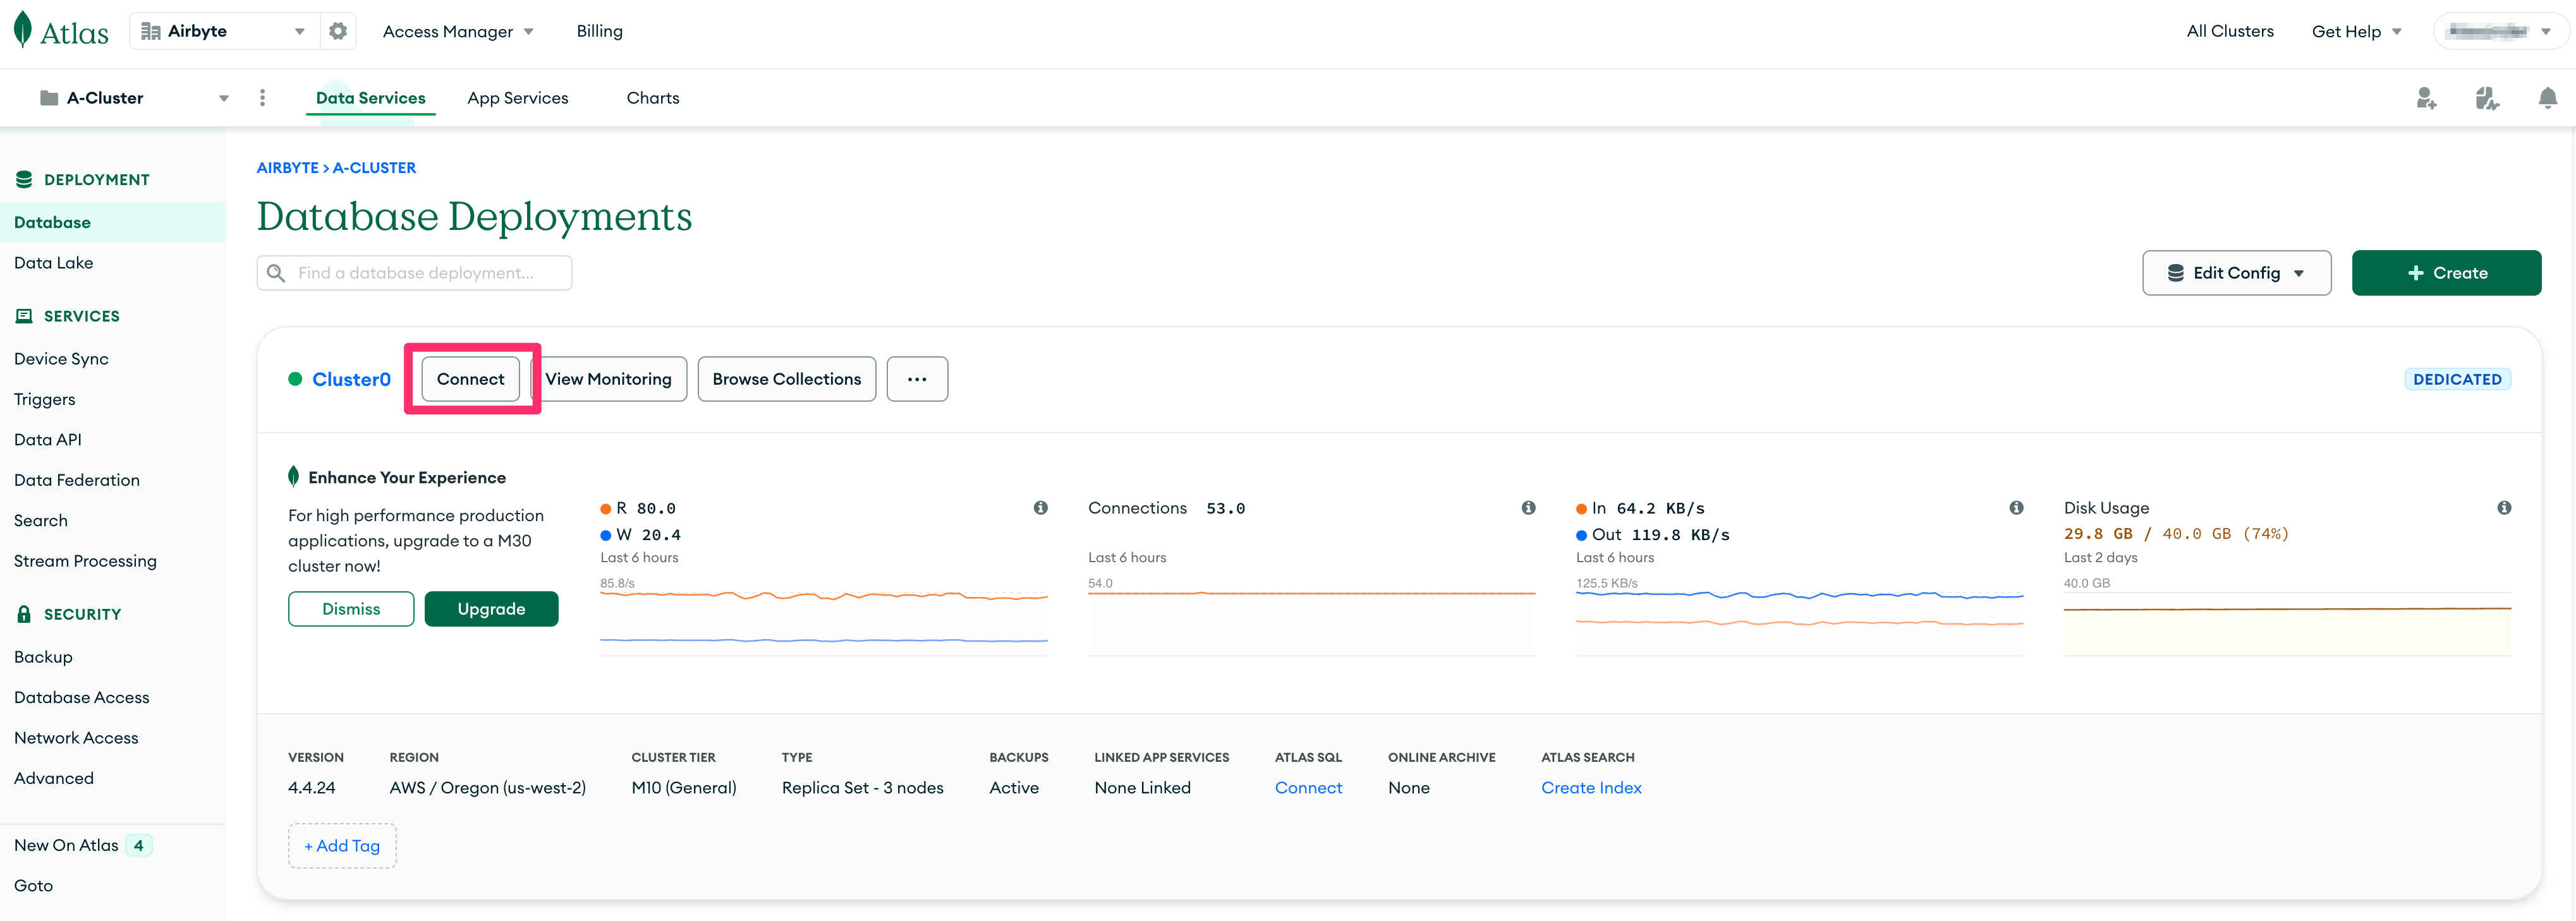 Atlas Airbyte Access Manager Billing All Clusters Get Help
A-Cluster Data Services App Services Charts
DEPLOYMENT
Database
Data Lake
SERVICES
Device Sync
Triggers
Data API
Data Federation
Search
Stream Processing
SECURITY
Backup
Database Access
Network Access
Advanced
New On Atlas 4
Goto
AIRBYTE > A-CLUSTER
Database Deployments
Find a database deployment...
Edit Config
+ Create
Cluster0 Connect View Monitoring Browse Collections ... DEDICATED
Enhance Your Experience
For high performance production
applications, upgrade to a M30
cluster now!
Dismiss Upgrade
R 80.0
W 20.4
Last 6 hours
85.8/s
Connections 53.0
Last 6 hours
54.0
In 64.2 KB/s
Out 119.8 KB/s
Last 6 hours
125.5 KB/s
Disk Usage
29.8 GB / 40.0 GB (74%)
Last 2 days
40.0 GB
VERSION REGION CLUSTER TIER TYPE BACKUPS LINKED APP SERVICES ATLAS SQL ONLINE ARCHIVE ATLAS SEARCH
4.4.24 AWS / Oregon (us-west-2) M10 (General) Replica Set - 3 nodes Active None Linked Connect None Create Index
+ Add Tag